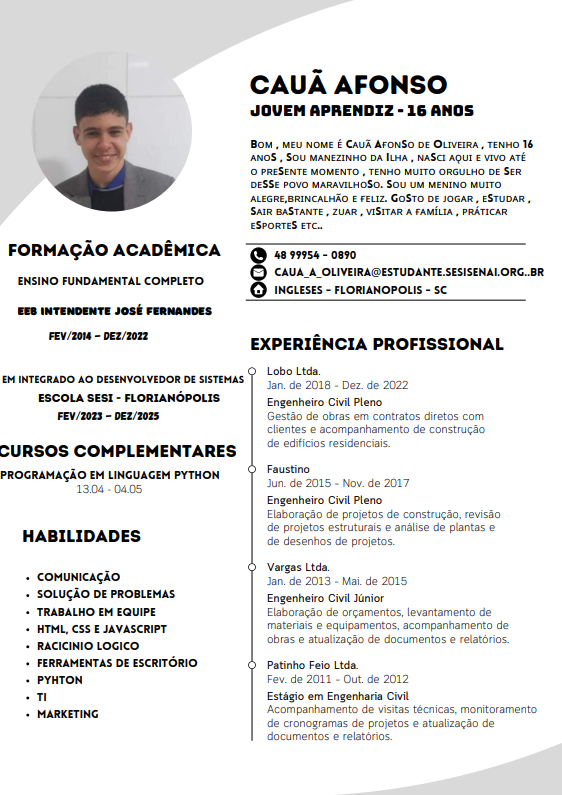 CAUÃ AFONSO
JOVEM APRENDIZ - 16 ANOS
Bom , meu nome é Cauã Afonso de Oliveira , tenho 16
anos , Sou manezinho da Ilha , nasci aqui e vivo até
o presente momento , tenho muito orgulho de Ser
desse povo maravilhoso. Sou um menino muito
alegre,brincalhão e feliz. Gosto de jogar , estudar ,
Sair bastante , zuar , visitar a família , práticar
esportes etc..
48 99954 - 0890
CAUA_A_OLIVEIRA@ESTUDANTE.SESISENAI.ORG..BR
INGLESES - FLORIANOPOLIS - SC
FORMAÇÃO ACADÊMICA
ENSINO FUNDAMENTAL COMPLETO
EEB INTENDENTE JOSÉ FERNANDES
FEV/2014 – DEZ/2022
EM INTEGRADO AO DESENVOLVEDOR DE SISTEMAS
ESCOLA SESI - FLORIANÓPOLIS
FEV/2023 – DEZ/2025
CURSOS COMPLEMENTARES
PROGRAMAÇÃO EM LINGUAGEM PYTHON
13.04 - 04.05
HABILIDADES
• COMUNICAÇÃO
• SOLUÇÃO DE PROBLEMAS
• TRABALHO EM EQUIPE
• HTML, CSS E JAVASCRIPT
• RACICINIO LOGICO
• FERRAMENTAS DE ESCRITÓRIO
• PYHTON
• TI
• MARKETING
EXPERIÊNCIA PROFISSIONAL
Lobo Ltda.
Jan. de 2018 - Dez. de 2022
Engenheiro Civil Pleno
Gestão de obras em contratos diretos com
clientes e acompanhamento de construção
de edifícios residenciais.
Faustino
Jun. de 2015 - Nov. de 2017
Engenheiro Civil Pleno
Elaboração de projetos de construção, revisão
de projetos estruturais e análise de plantas e
de desenhos de projetos.
Vargas Ltda.
Jan. de 2013 - Mai. de 2015
Engenheiro Civil Júnior
Elaboração de orçamentos, levantamento de
materiais e equipamentos, acompanhamento de
obras e atualização de documentos e relatórios.
Patinho Feio Ltda.
Fev. de 2011 - Out. de 2012
Estágio em Engenharia Civil
Acompanhamento de visitas técnicas, monitoramento
de cronogramas de projetos e atualização de
documentos e relatórios.